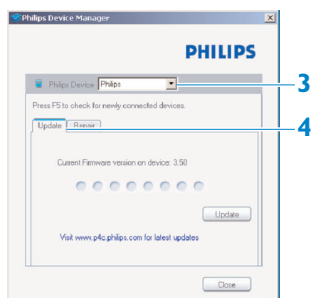 Philips Device Manager
PHILIPS
Philips Device Philips
3
Press F5 to check for newly connected devices.
Update Repair
4
Current Firmware version on device: 3.50
Update
Visit www.p4c.philips.com for latest updates
Close